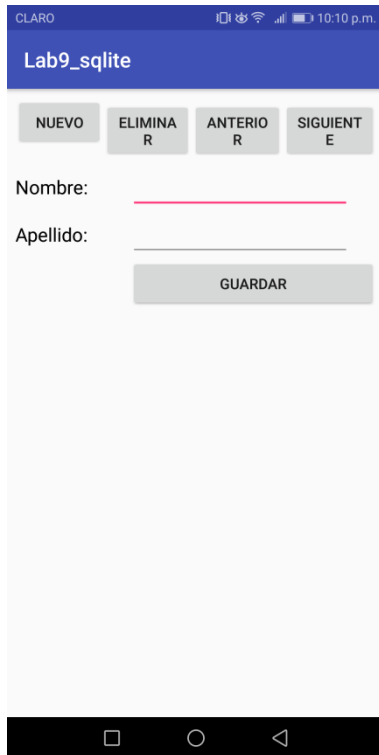 CLARO 10:10 p.m.
Lab9_sqlite
NUEVO ELIMINA ANTERIO SIGUIENT
R R E
Nombre:
Apellido:
GUARDAR